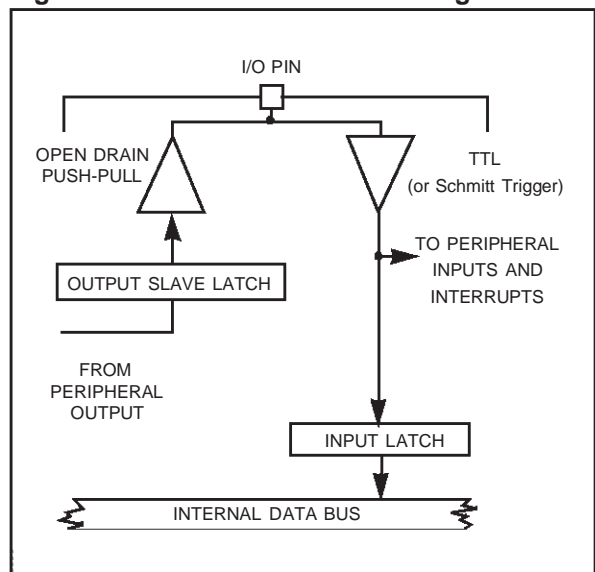 I/O PIN
OPEN DRAIN
PUSH-PULL
TTL
(or Schmitt Trigger)
TO PERIPHERAL
INPUTS AND
INTERRUPTS
OUTPUT SLAVE LATCH
FROM
PERIPHERAL
OUTPUT
INPUT LATCH
INTERNAL DATA BUS